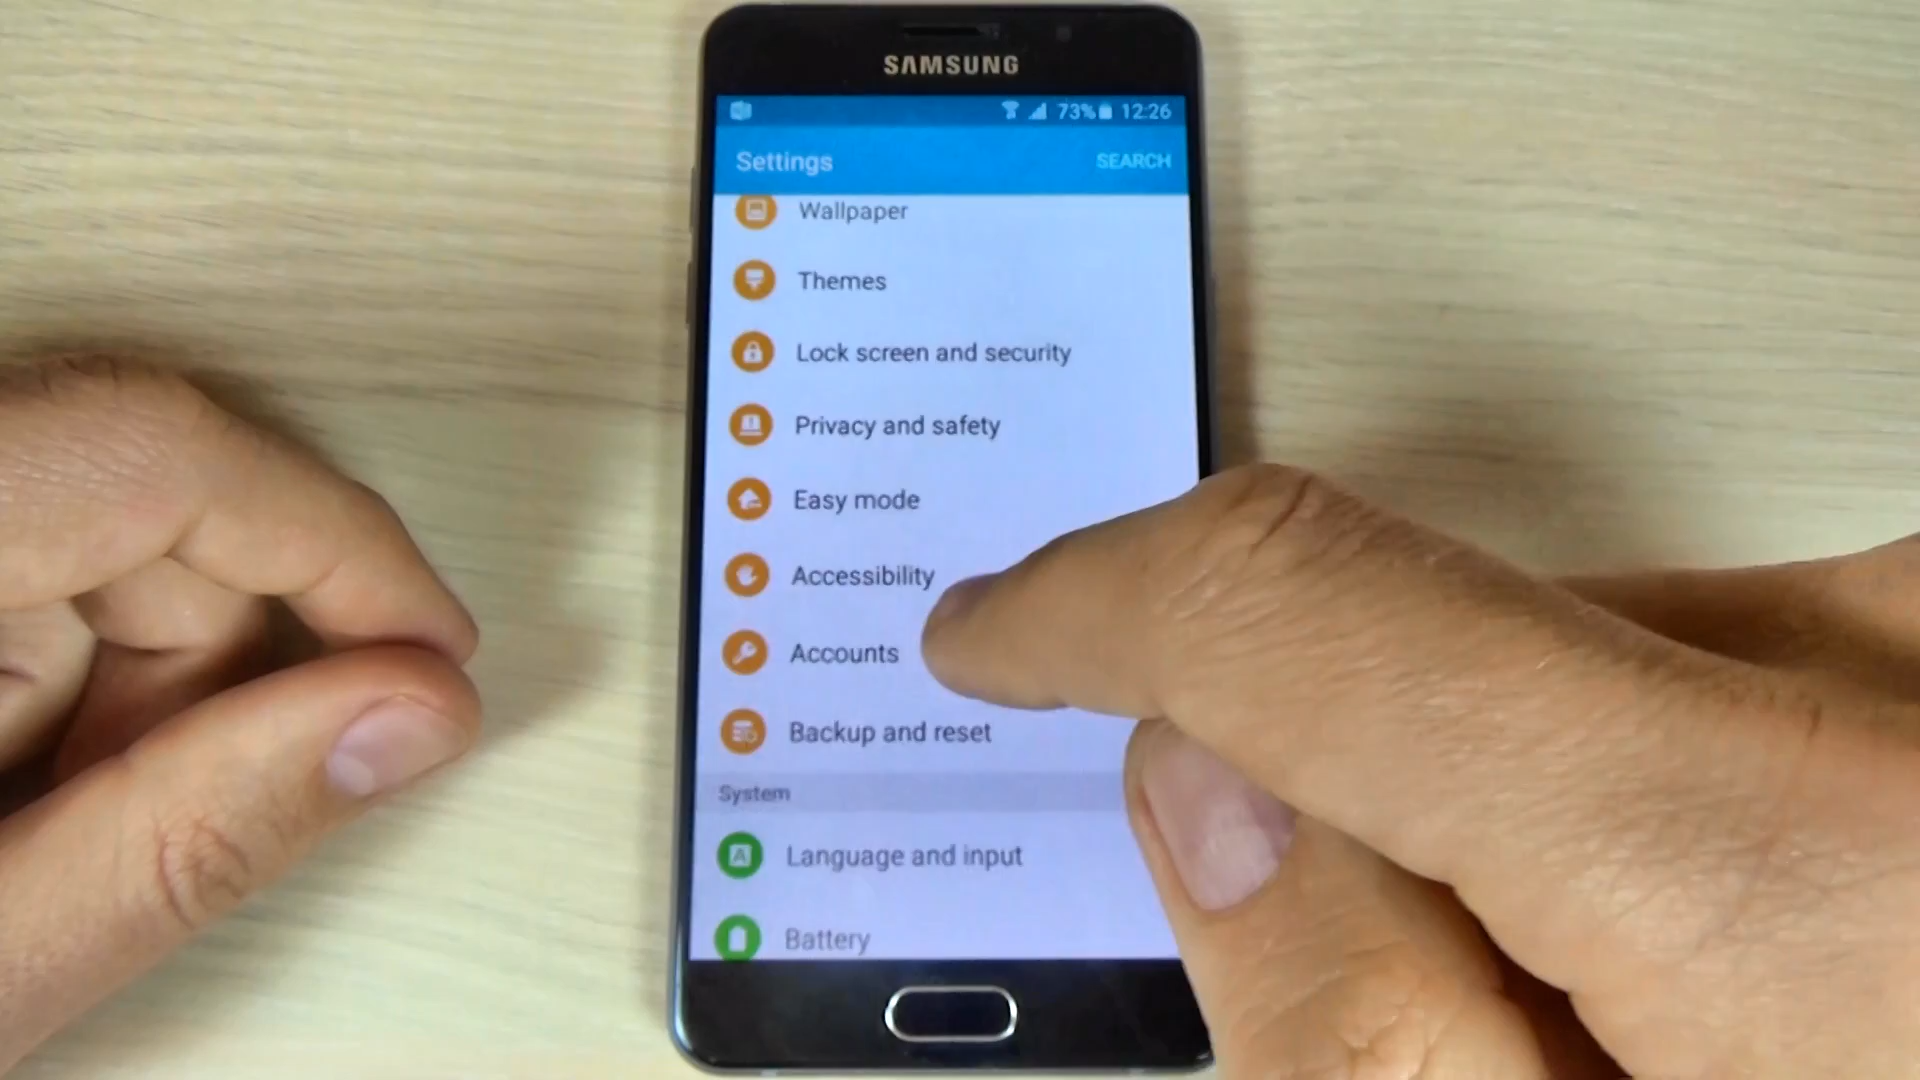 SAMSUNG
73% 12:26
Settings SEARCH
Wallpaper
Themes
Lock screen and security
Privacy and safety
Easy mode
Accessibility
Accounts
Backup and reset
System
A Language and input
Battery